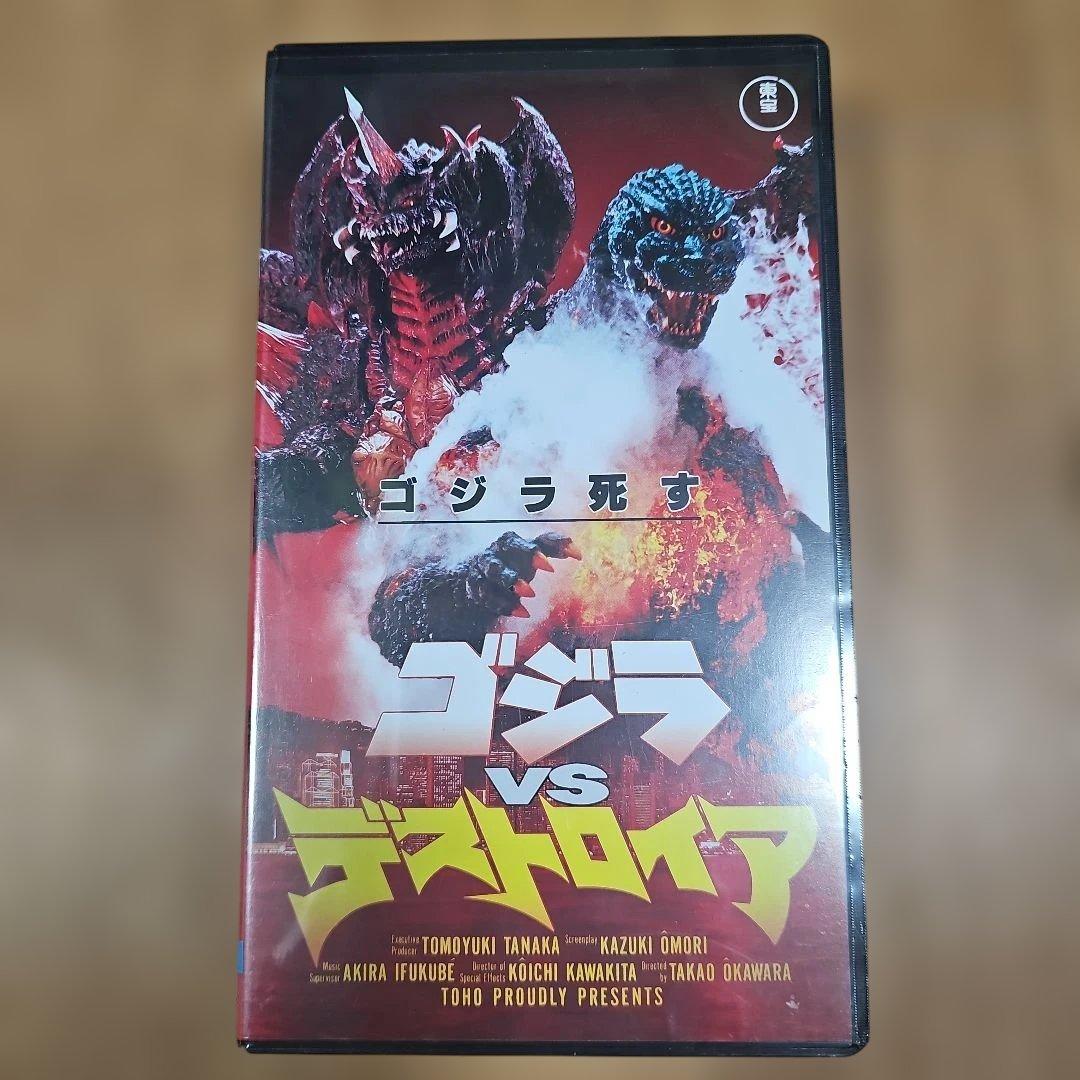 東宝
ゴジラ死す
ゴジラ
VS
デストロイア
Executive Producer TOMOYUKI TANAKA Screenplay KAZUKI ÔMORI
Music Supervisor AKIRA IFUKUBÉ Director of Special Effects KÔICHI KAWAKITA Directed by TAKAO ÔKAWARA
TOHO PROUDLY PRESENTS